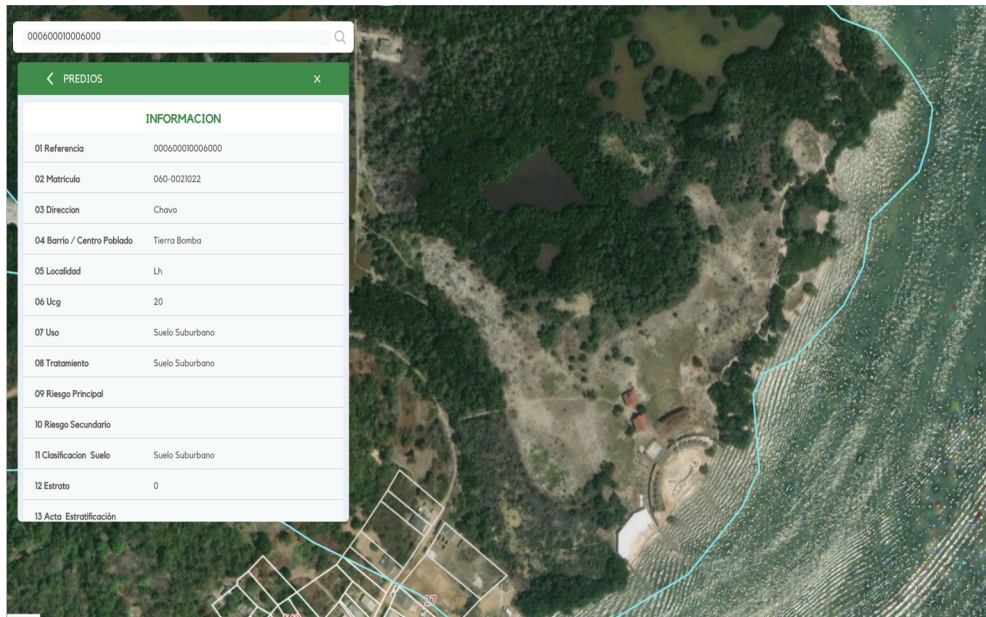 000600010006000
PREDIOS X
INFORMACION
01 Referencia 000600010006000
02 Matricula 060-0021022
03 Direccion Chavo
04 Barrio / Centro Poblado Tierra Bomba
05 Localidad Lh
06 Ucg 20
07 Uso Suelo Suburbano
08 Tratamiento Suelo Suburbano
09 Riesgo Principal
10 Riesgo Secundario
11 Clasificacion Suelo Suelo Suburbano
12 Estrato 0
13 Acta Estratificación
27